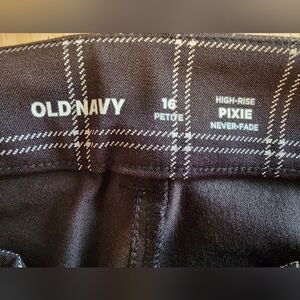 OLD NAVY
16
PETITE
HIGH-RISE
PIXIE
NEVER-FADE